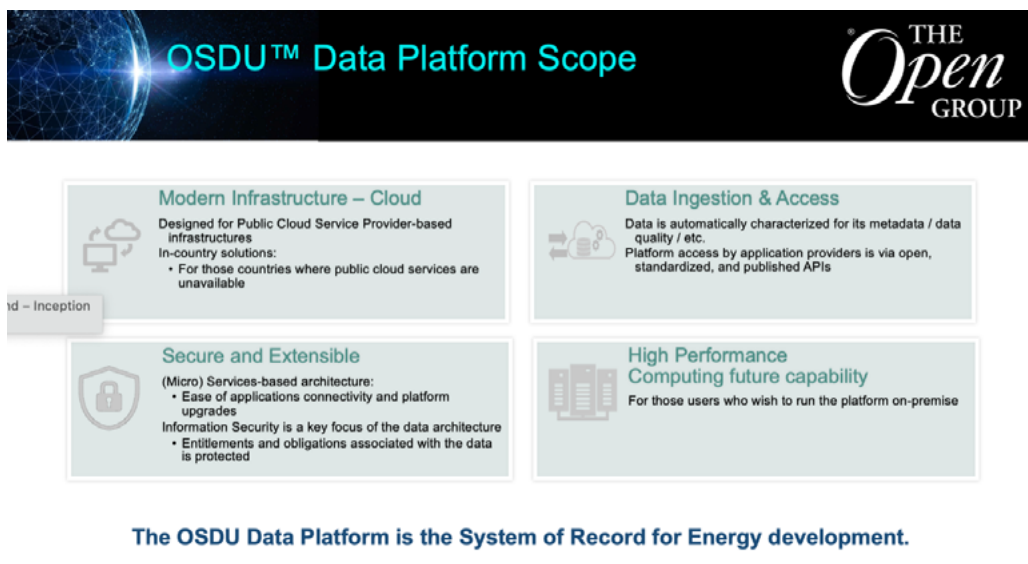 OSDU™ Data Platform Scope
® THE
Open
GROUP
Modern Infrastructure – Cloud
Designed for Public Cloud Service Provider-based
infrastructures
In-country solutions:
• For those countries where public cloud services are
unavailable
Data Ingestion & Access
Data is automatically characterized for its metadata / data
quality / etc.
Platform access by application providers is via open,
standardized, and published APIs
nd – Inception
Secure and Extensible
(Micro) Services-based architecture:
• Ease of applications connectivity and platform
upgrades
Information Security is a key focus of the data architecture
• Entitlements and obligations associated with the data
is protected
High Performance
Computing future capability
For those users who wish to run the platform on-premise
The OSDU Data Platform is the System of Record for Energy development.